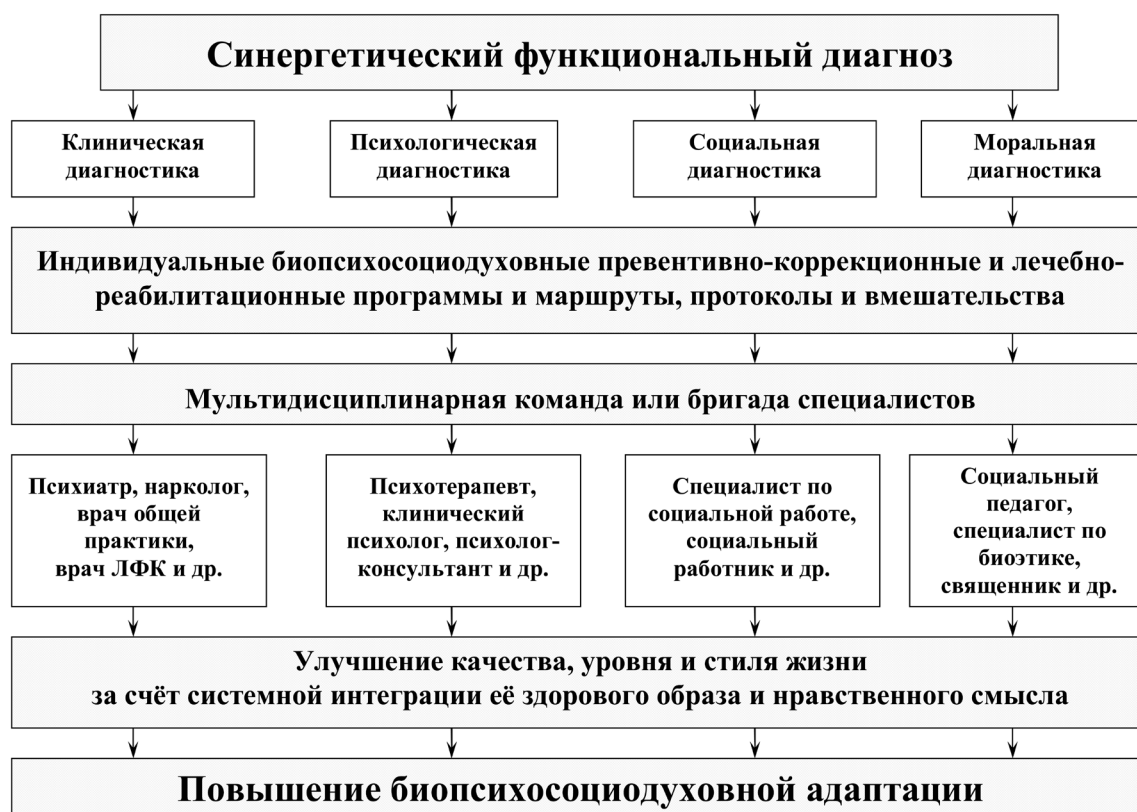 Синергетический функциональный диагноз
Клиническая
диагностика
Психологическая
диагностика
Социальная
диагностика
Моральная
диагностика
Индивидуальные биопсихосоциодуховные превентивно-коррекционные и лечебно-
реабилитационные программы и маршруты, протоколы и вмешательства
Мультидисциплинарная команда или бригада специалистов
Психиатр, нарколог,
врач общей
практики,
врач ЛФК и др.
Психотерапевт,
клинический
психолог, психолог-
консультант и др.
Специалист по
социальной работе,
социальный
работник и др.
Социальный
педагог,
специалист по
биоэтике,
священник и др.
Улучшение качества, уровня и стиля жизни
за счёт системной интеграции её здорового образа и нравственного смысла
Повышение биопсихосоциодуховной адаптации